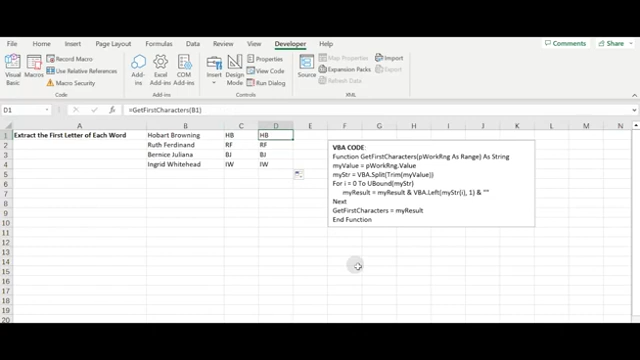 File Home Insert Page Layout Formulas Data Review View Developer Help Comments Share
Visual Basic Macros Record Macro Use Relative References Macro Security Code
Add-ins Excel Add-ins COM Add-ins Add-ins
Insert Design Mode Properties View Code Run Dialog Controls
Source Map Properties Expansion Packs Refresh Data Import Export XML
D1 fx =GetFirstCharacters(B1)
A B C D E F G H I J K L M N
1 Extract the First Letter of Each Word Hobart Browning HB HB
2 Ruth Ferdinand RF RF
3 Bernice Juliana BJ BJ
4 Ingrid Whitehead IW IW
5
6
7
8
9
10
11
12
13
14
15
16
17
18
19
20
VBA CODE:
Function GetFirstCharacters(pWorkRng As Range) As String
myValue = pWorkRng.Value
myStr = VBA.Split(Trim(myValue))
For i = 0 To UBound(myStr)
myResult = myResult & VBA.Left(myStr(i), 1) & ""
Next
GetFirstCharacters = myResult
End Function